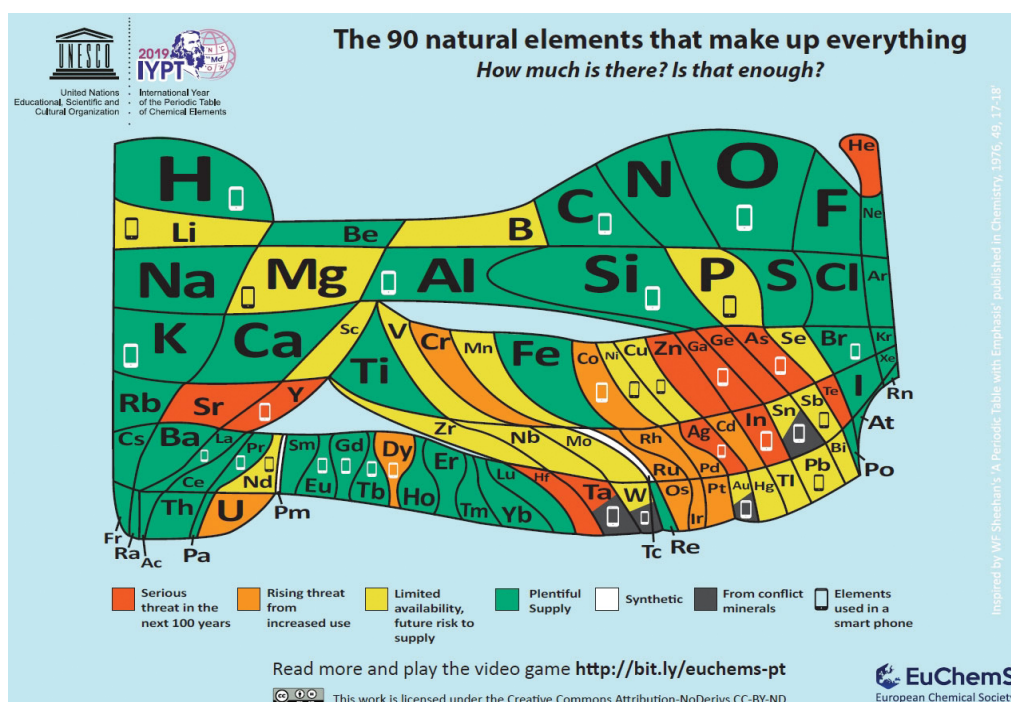 UNESCO
United Nations
Educational, Scientific and
Cultural Organization
2019
IYPT
N C
Md
International Year
of the Periodic Table
of Chemical Elements
The 90 natural elements that make up everything
How much is there? Is that enough?
H C N O He
Li Be B F Ne
Na Mg Al Si P S Cl Ar
K Ca Sc Ti V Cr Mn Fe Co Ni Cu Zn Ga Ge As Se Br Kr
Rb Sr Y Zr Nb Mo Rh Ag Cd In Sn Sb Te I Xe
Ru Pd
Rn
At
Po
Cs Ba La Pr Sm Gd Dy Er Lu Hf Ta W Os Pt Au Hg Tl Pb Bi
Ce Nd Eu Tb Ho Tm Yb Ir
Th U Pm
Tc Re
Fr
Ra
Ac
Pa
Serious
threat in the
next 100 years
Rising threat
from
increased use
Limited
availability,
future risk to
supply
Plentiful
Supply
Synthetic
From conflict
minerals
Elements
used in a
smart phone
Read more and play the video game http://bit.ly/euchems-pt
This work is licensed under the Creative Commons Attribution-NoDerivs CC-BY-ND
EuChemS
European Chemical Society
Inspired by WF Sheehan's 'A Periodic Table with Emphasis' published in Chemistry, 1976, 49, 17-18'